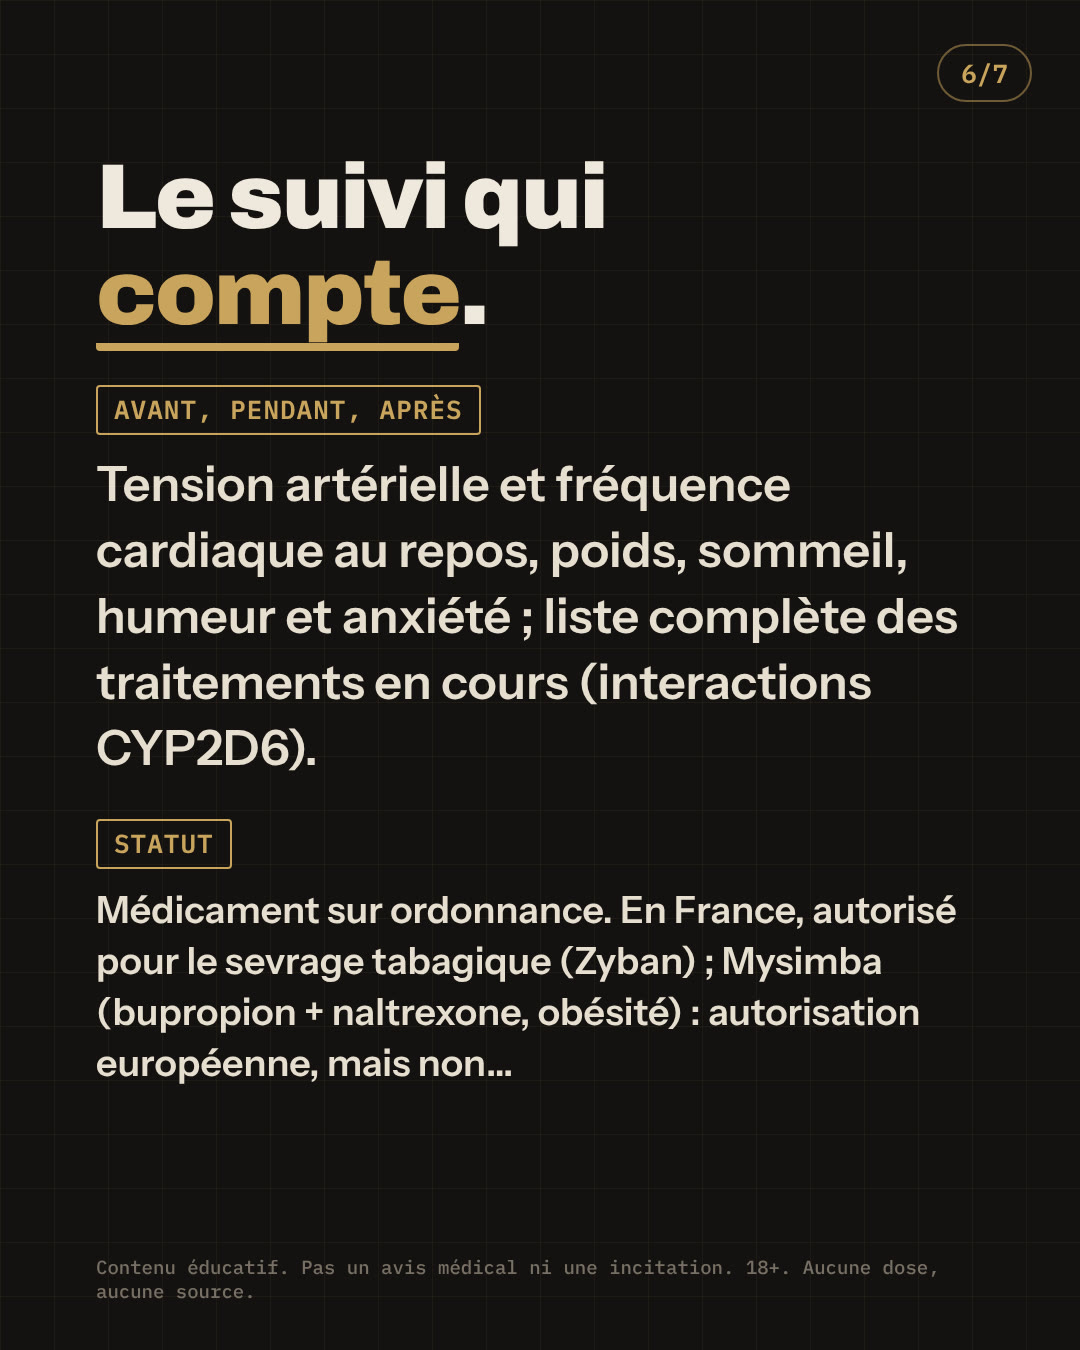 6/7
Le suivi qui
compte.
AVANT, PENDANT, APRÈS
Tension artérielle et fréquence
cardiaque au repos, poids, sommeil,
humeur et anxiété ; liste complète des
traitements en cours (interactions
CYP2D6).
STATUT
Médicament sur ordonnance. En France, autorisé
pour le sevrage tabagique (Zyban) ; Mysimba
(bupropion + naltrexone, obésité) : autorisation
européenne, mais non...
Contenu éducatif. Pas un avis médical ni une incitation. 18+. Aucune dose,
aucune source.